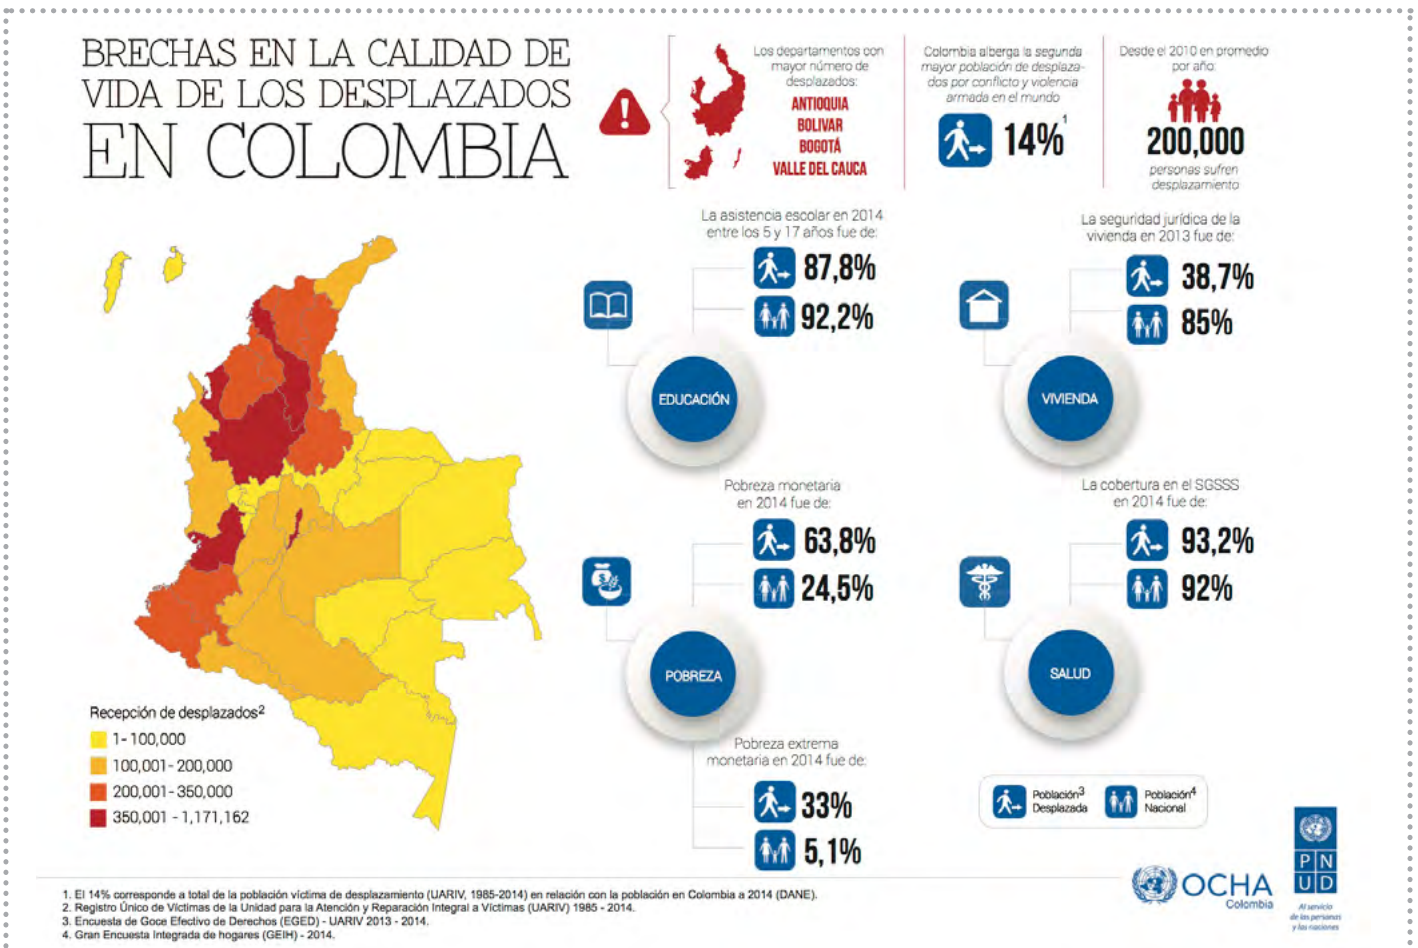 BRECHAS EN LA CALIDAD DE
VIDA DE LOS DESPLAZADOS
EN COLOMBIA
Los departamentos con
mayor número de
desplazados:
ANTIOQUIA
BOLIVAR
BOGOTÁ
VALLE DEL CAUCA
Colombia alberga la segunda
mayor población de desplaza-
dos por conflicto y violencia
armada en el mundo
14%1
Desde el 2010 en promedio
por año:
200,000
personas sufren
desplazamiento
La asistencia escolar en 2014
entre los 5 y 17 años fue de:
87,8%
92,2%
EDUCACIÓN
La seguridad jurídica de la
vivienda en 2013 fue de:
38,7%
85%
VIVIENDA
Pobreza monetaria
en 2014 fue de:
63,8%
24,5%
POBREZA
Pobreza extrema
monetaria en 2014 fue de:
33%
5,1%
La cobertura en el SGSSS
en 2014 fue de:
93,2%
92%
SALUD
Recepción de desplazados2
1- 100,000
100,001- 200,000
200,001- 350,000
350,001 - 1,171,162
Población3
Desplazada
Población4
Nacional
OCHA
Colombia
P N
U D
Al servicio
de las personas
y las naciones
1. El 14% corresponde a total de la población víctima de desplazamiento (UARIV, 1985-2014) en relación con la población en Colombia a 2014 (DANE).
2. Registro Único de Víctimas de la Unidad para la Atención y Reparación Integral a Víctimas (UARIV) 1985 - 2014.
3. Encuesta de Goce Efectivo de Derechos (EGED) - UARIV 2013 - 2014.
4. Gran Encuesta Integrada de hogares (GEIH) - 2014.